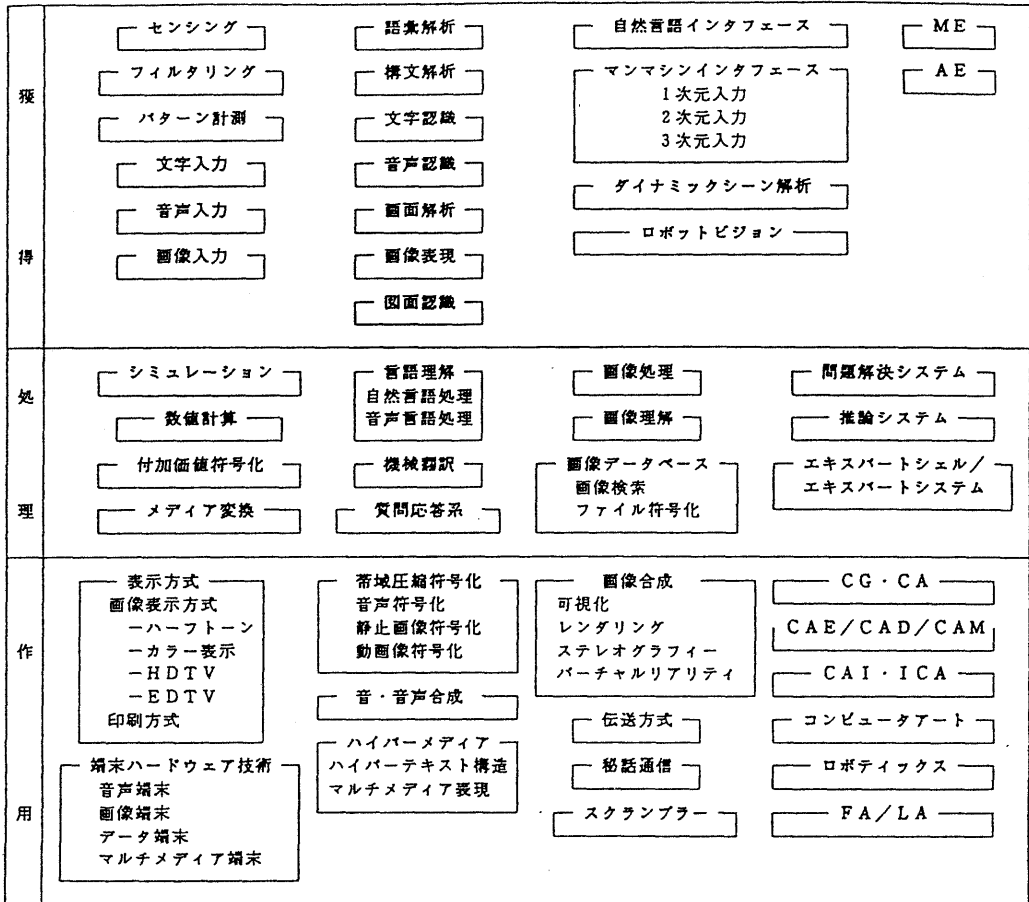 獲得
センシング
フィルタリング
パターン計測
文字入力
音声入力
画像入力
語彙解析
構文解析
文字認識
音声認識
画面解析
画像表現
図面認識
自然言語インタフェース
マンマシンインタフェース
1次元入力
2次元入力
3次元入力
ダイナミックシーン解析
ロボットビジョン
ME
AE
処理
シミュレーション
数値計算
付加価値符号化
メディア変換
言語理解
自然言語処理
音声言語処理
機械翻訳
質問応答系
画像処理
画像理解
画像データベース
画像検索
ファイル符号化
問題解決システム
推論システム
エキスパートシェル/
エキスパートシステム
作用
表示方式
画像表示方式
-ハーフトーン
-カラー表示
-HDTV
-EDTV
印刷方式
端末ハードウェア技術
音声端末
画像端末
データ端末
マルチメディア端末
帯域圧縮符号化
音声符号化
静止画像符号化
動画像符号化
音・音声合成
ハイパーメディア
ハイパーテキスト構造
マルチメディア表現
画像合成
可視化
レンダリング
ステレオグラフィー
バーチャルリアリティ
伝送方式
秘話通信
スクランブラー
CG・CA
CAE/CAD/CAM
CAI・ICA
コンピュータアート
ロボティックス
FA/LA